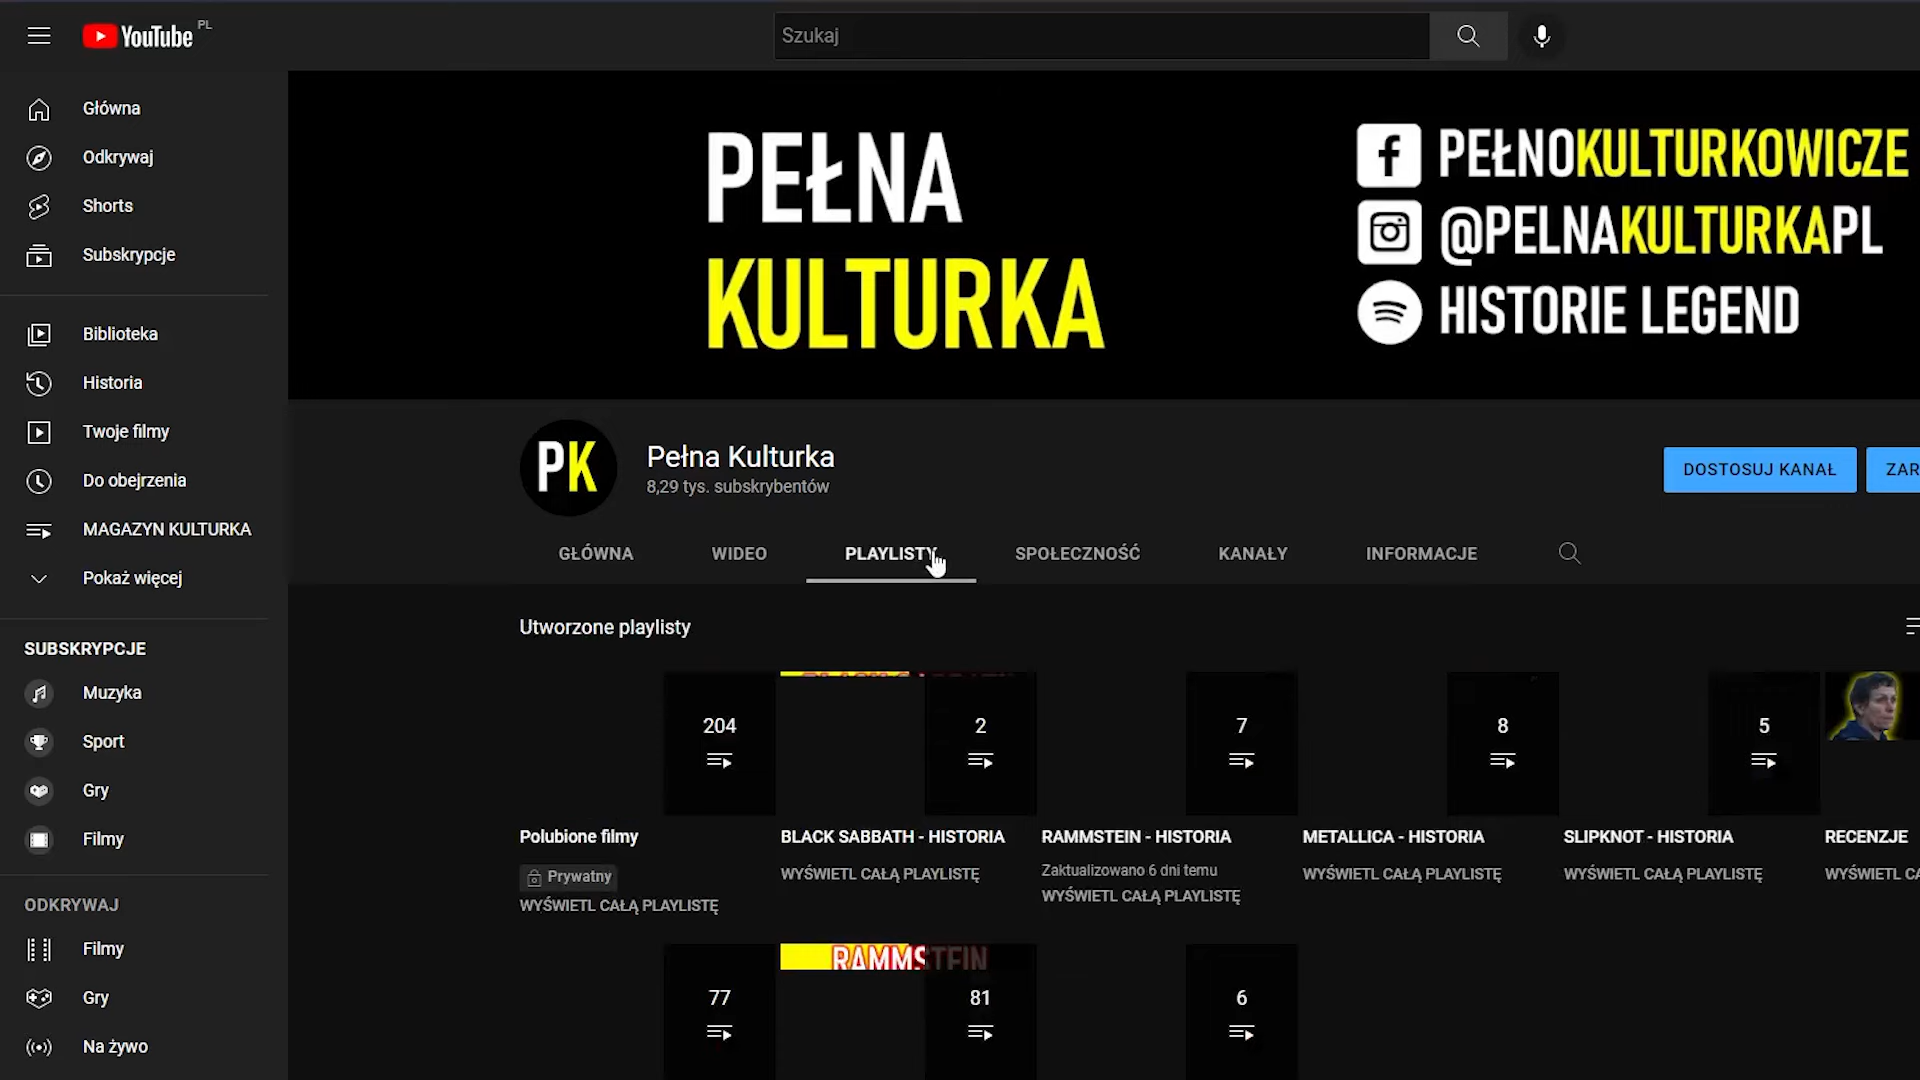 YouTube PL
Szukaj
Główna
Odkrywaj
Shorts
Subskrypcje
Biblioteka
Historia
Twoje filmy
Do obejrzenia
MAGAZYN KULTURKA
Pokaż więcej
SUBSKRYPCJE
Muzyka
Sport
Gry
Filmy
ODKRYWAJ
Filmy
Gry
Na żywo
PEŁNA
KULTURKA
PEŁNOKULTURKOWICZE
@PELNAKULTURKAPL
HISTORIE LEGEND
PK
Pełna Kulturka
8,29 tys. subskrybentów
DOSTOSUJ KANAŁ
ZAR
GŁÓWNA
WIDEO
PLAYLISTY
SPOŁECZNOŚĆ
KANAŁY
INFORMACJE
Utworzone playlisty
204
2
7
8
5
Polubione filmy
Prywatny
WYŚWIETL CAŁĄ PLAYLISTĘ
BLACK SABBATH - HISTORIA
WYŚWIETL CAŁĄ PLAYLISTĘ
RAMMSTEIN - HISTORIA
Zaktualizowano 6 dni temu
WYŚWIETL CAŁĄ PLAYLISTĘ
METALLICA - HISTORIA
WYŚWIETL CAŁĄ PLAYLISTĘ
SLIPKNOT - HISTORIA
WYŚWIETL CAŁĄ PLAYLISTĘ
RECENZJE
WYŚWIETL CA
RAMMSTEIN
77
81
6